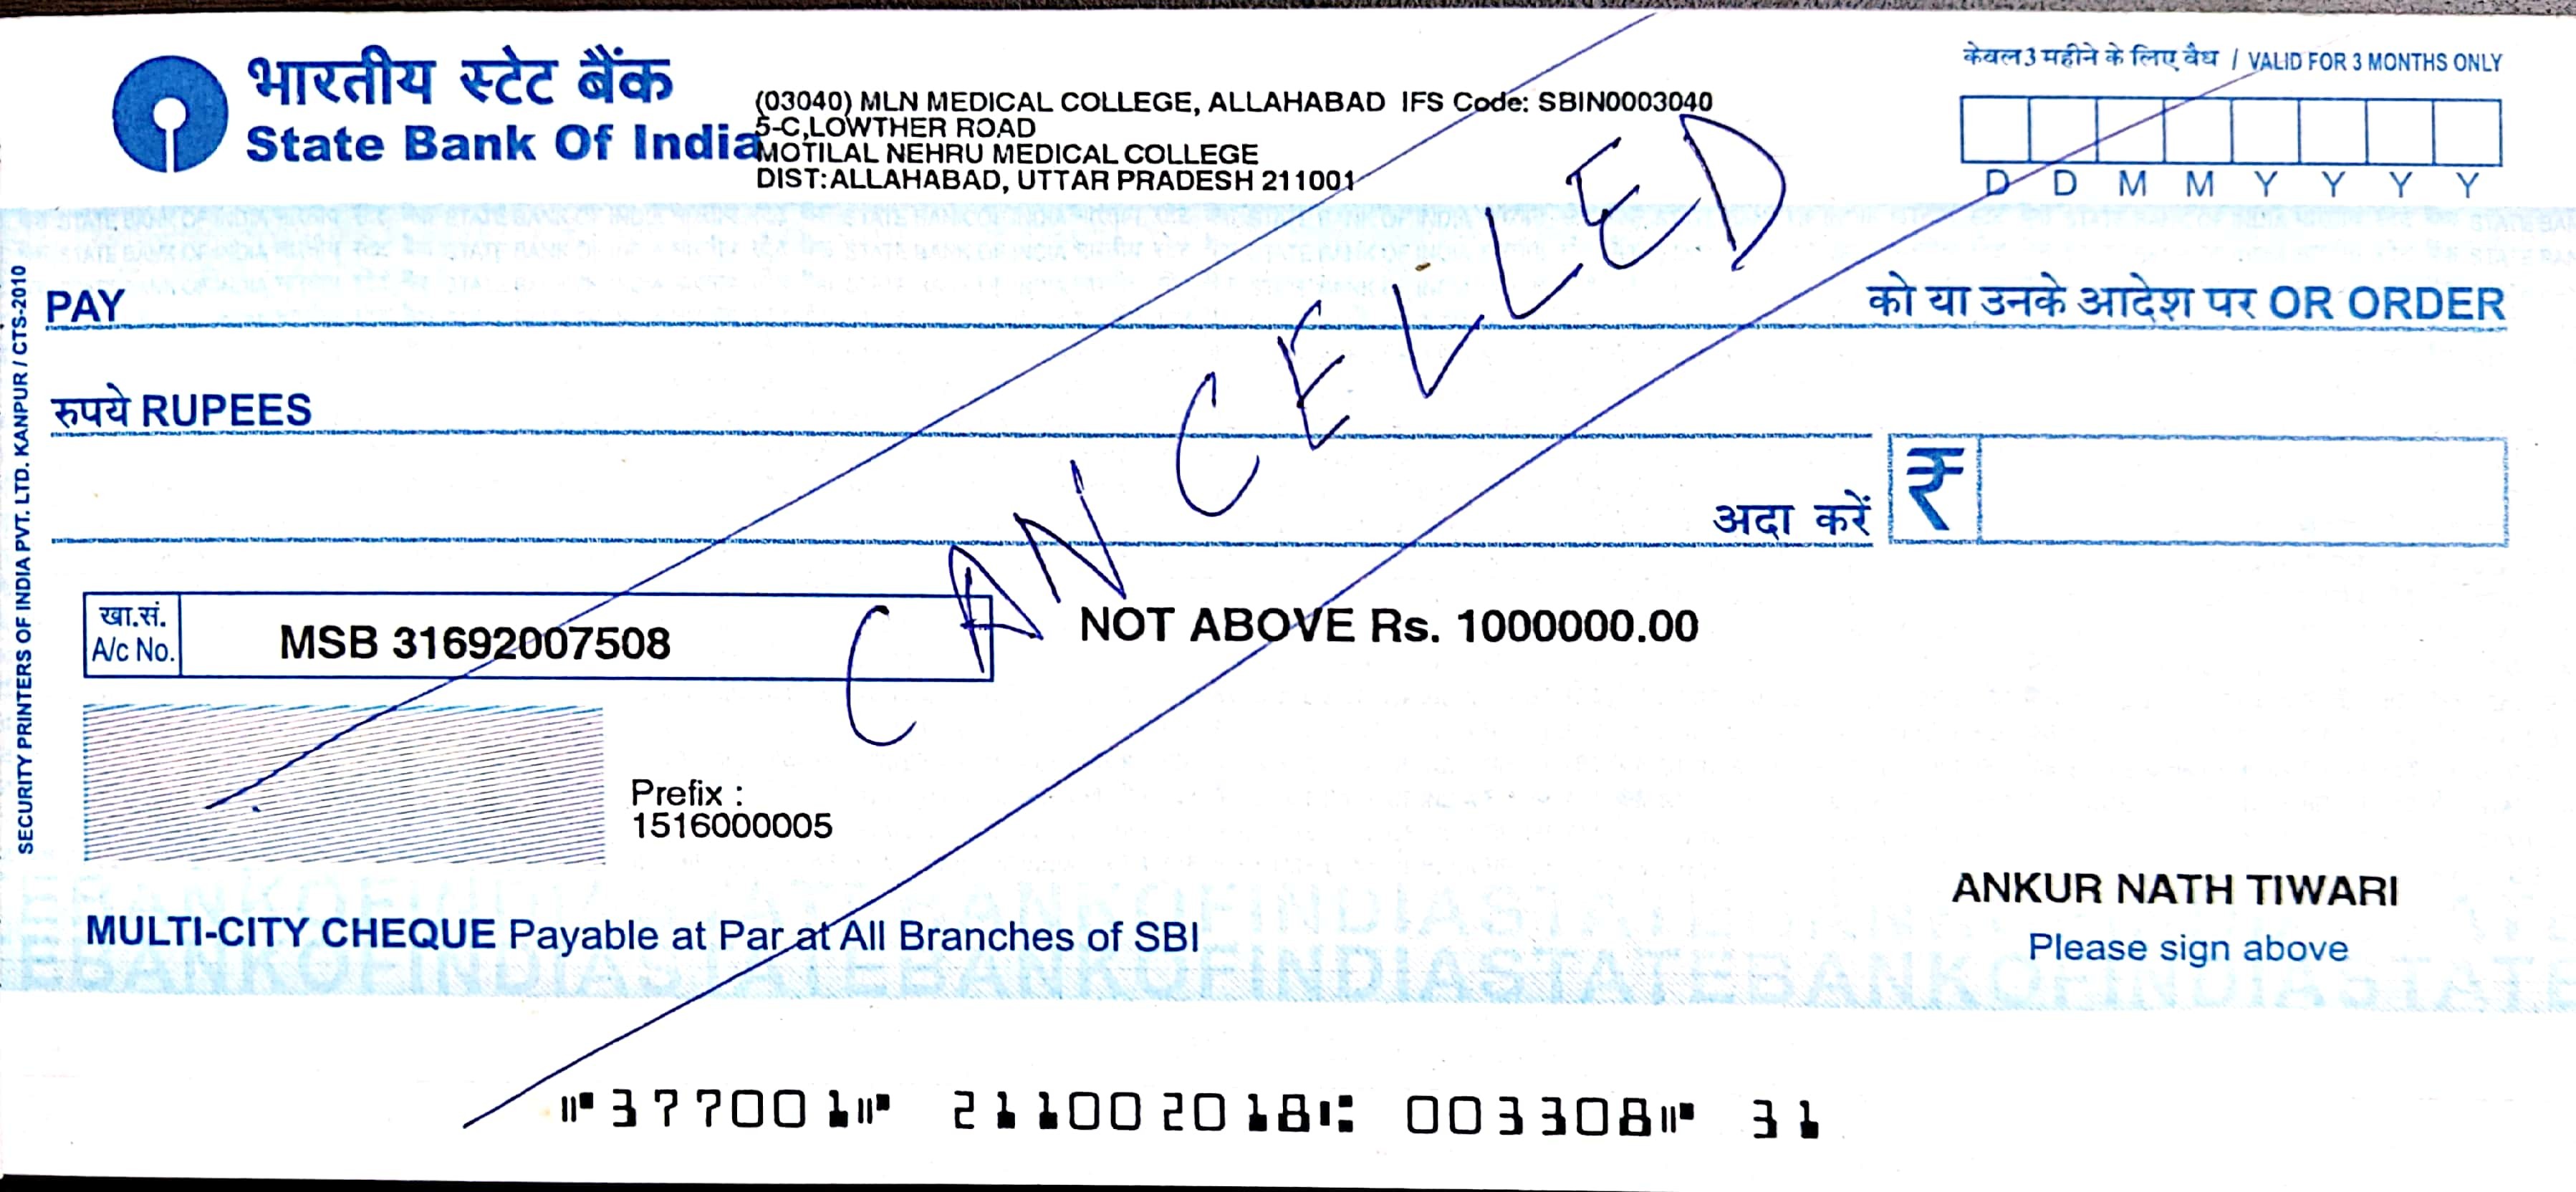 भारतीय स्टेट बैंक
State Bank Of India
(03040) MLN MEDICAL COLLEGE, ALLAHABAD IFS Code: SBIN0003040
5-C,LOWTHER ROAD
MOTILAL NEHRU MEDICAL COLLEGE
DIST:ALLAHABAD, UTTAR PRADESH 211001
केवल 3 महीने के लिए वैध / VALID FOR 3 MONTHS ONLY
D D M M Y Y Y Y
PAY
को या उनके आदेश पर OR ORDER
रुपये RUPEES
अदा करें ₹
CANCELLED
खा.सं.
A/c No.
MSB 31692007508
NOT ABOVE Rs. 1000000.00
Prefix :
1516000005
ANKUR NATH TIWARI
Please sign above
MULTI-CITY CHEQUE Payable at Par at All Branches of SBI
EBANKOFINDIASTATEBANKOFINDIASTATEBANKOFINDIASTATE
⑈377001⑈ 211002018⑆ 003308⑈ 31
SECURITY PRINTERS OF INDIA PVT. LTD. KANPUR / CTS-2010